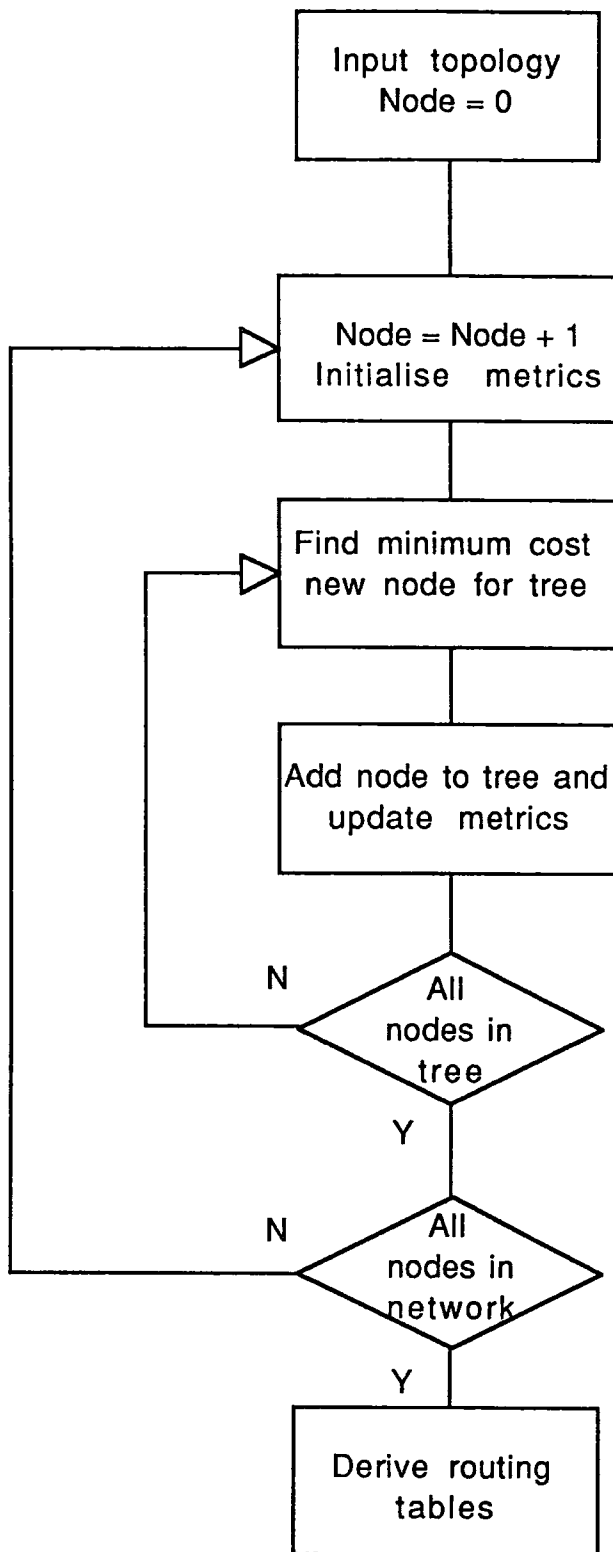 Input topology
Node = 0
Node = Node + 1
Initialise metrics
Find minimum cost
new node for tree
Add node to tree and
update metrics
N
All
nodes in
tree
Y
N
All
nodes in
network
Y
Derive routing
tables